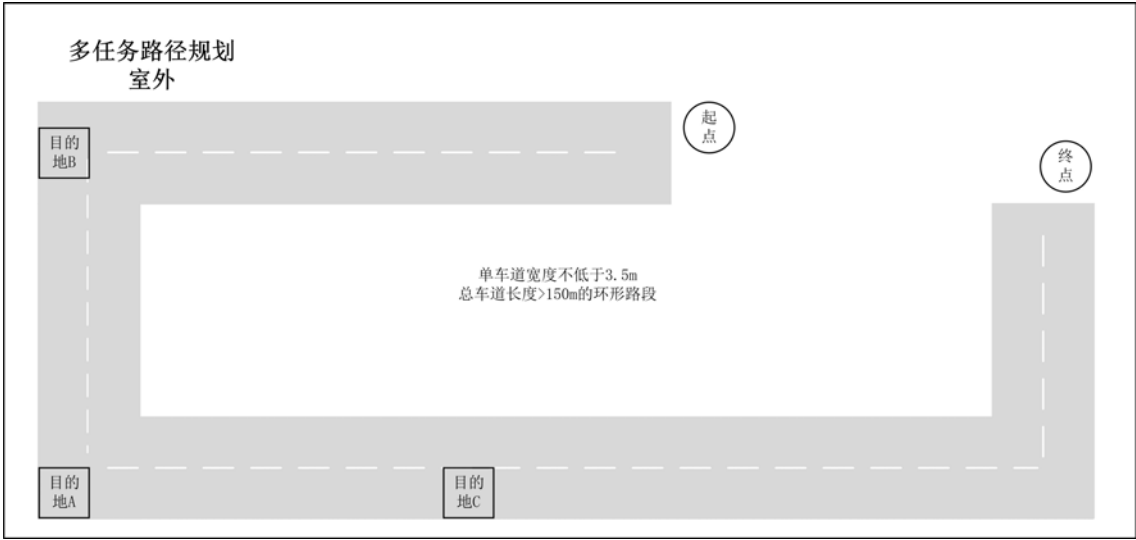 多任务路径规划
室外
起
点
目的
地B
终
点
单车道宽度不低于3.5m
总车道长度>150m的环形路段
目的
地A
目的
地C